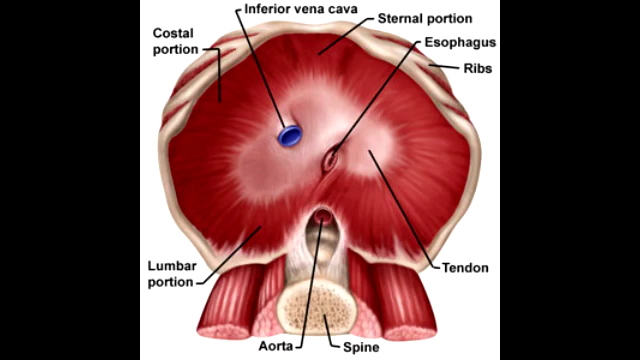 Inferior vena cava
Sternal portion
Costal
portion
Esophagus
Ribs
Lumbar
portion
Tendon
Aorta
Spine